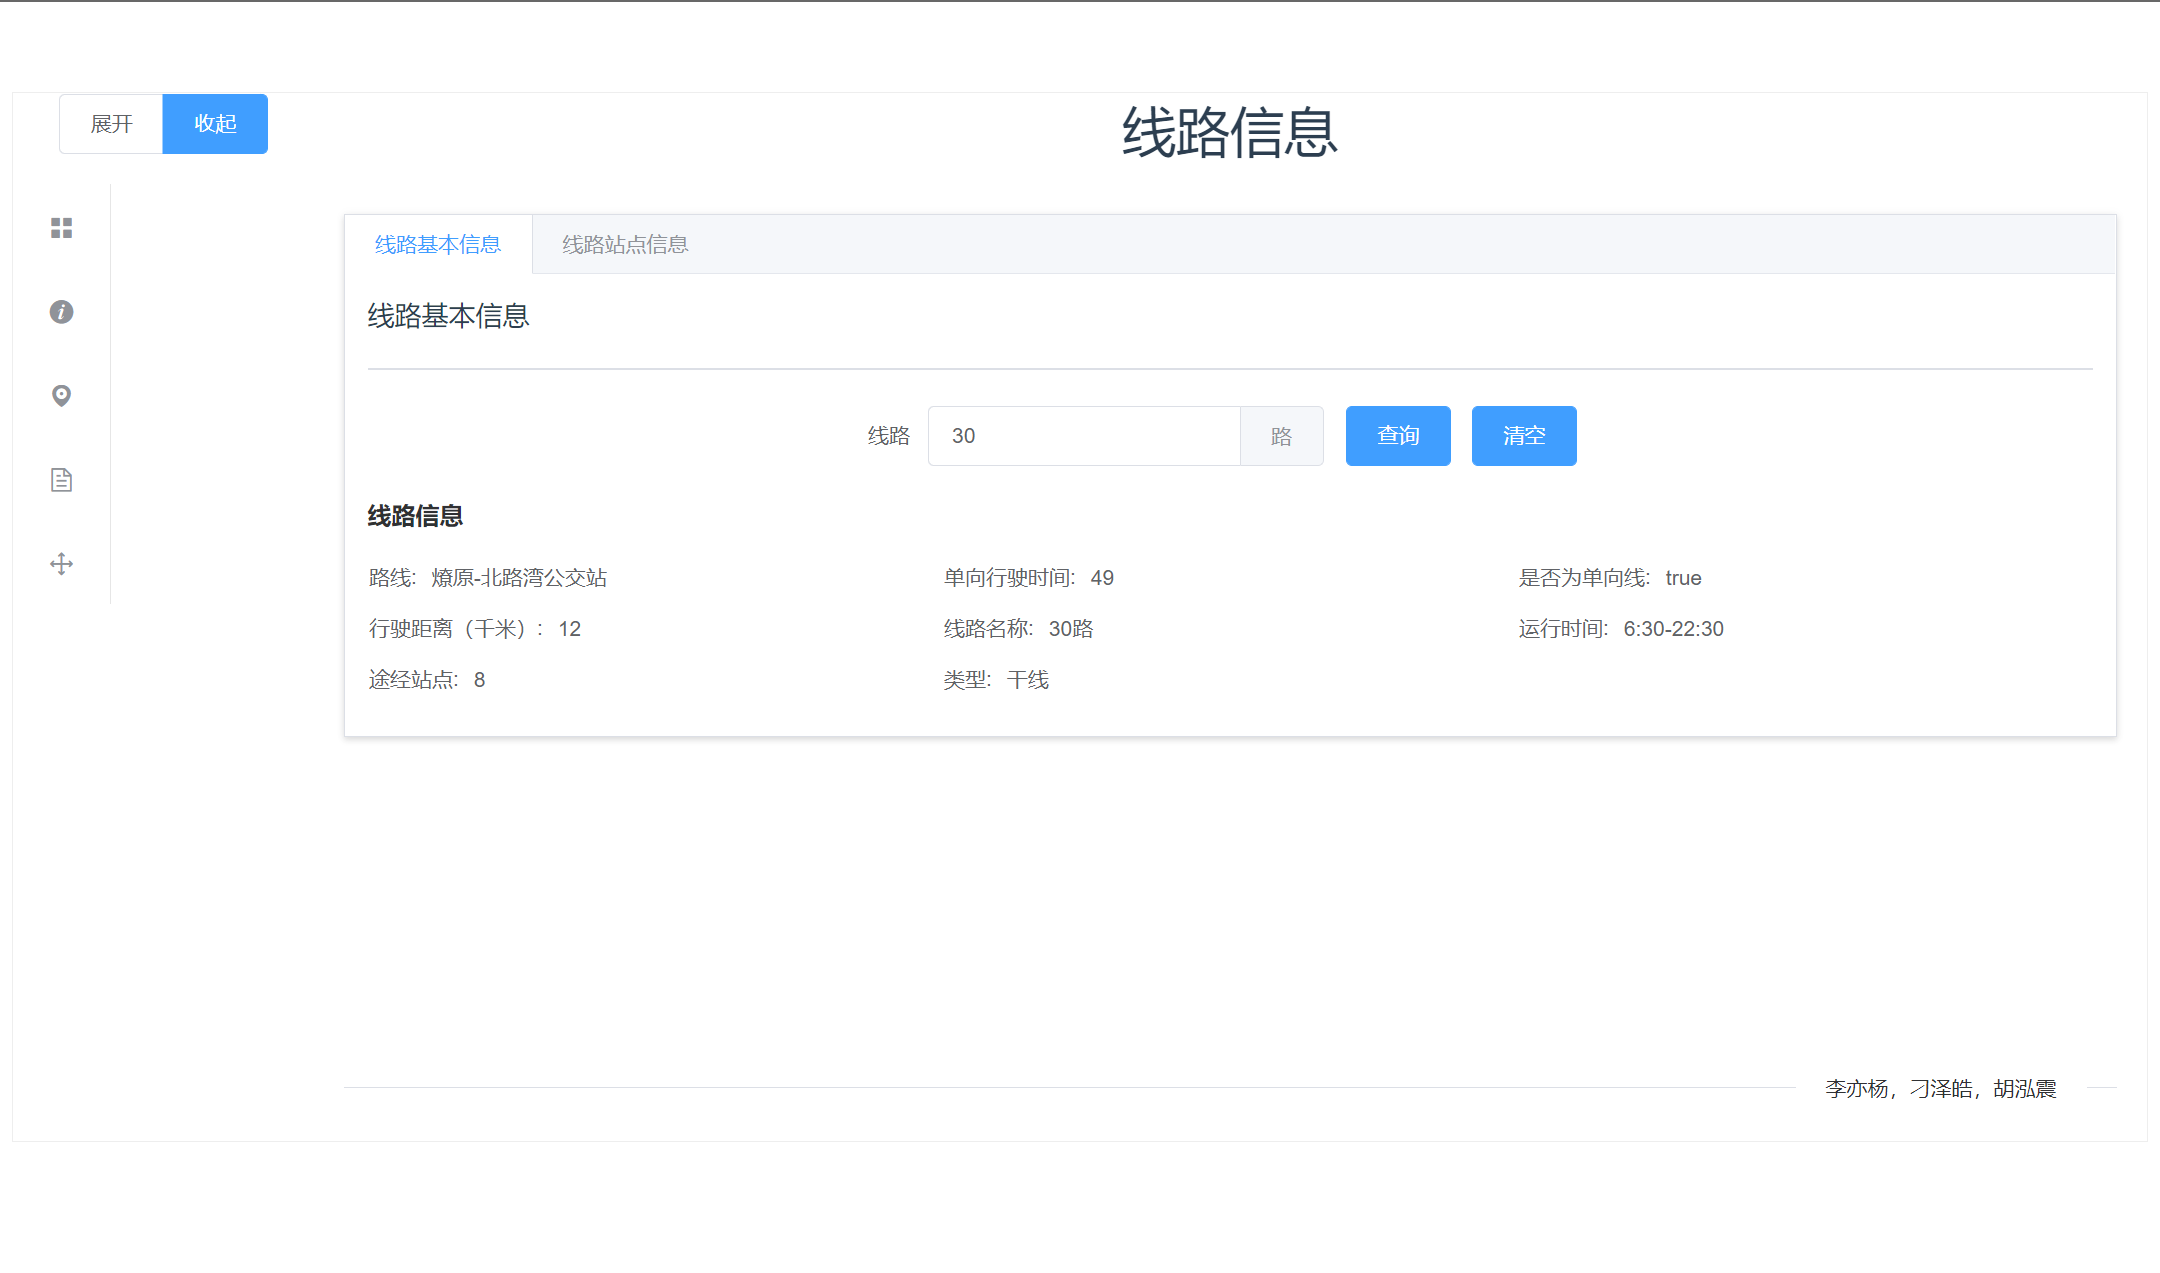 展开 收起
线路信息
线路基本信息 线路站点信息
线路基本信息
线路 30 路 查询 清空
线路信息
路线: 燎原-北路湾公交站 单向行驶时间: 49 是否为单向线: true
行驶距离（千米）: 12 线路名称: 30路 运行时间: 6:30-22:30
途经站点: 8 类型: 干线
李亦杨，刁泽皓，胡泓震